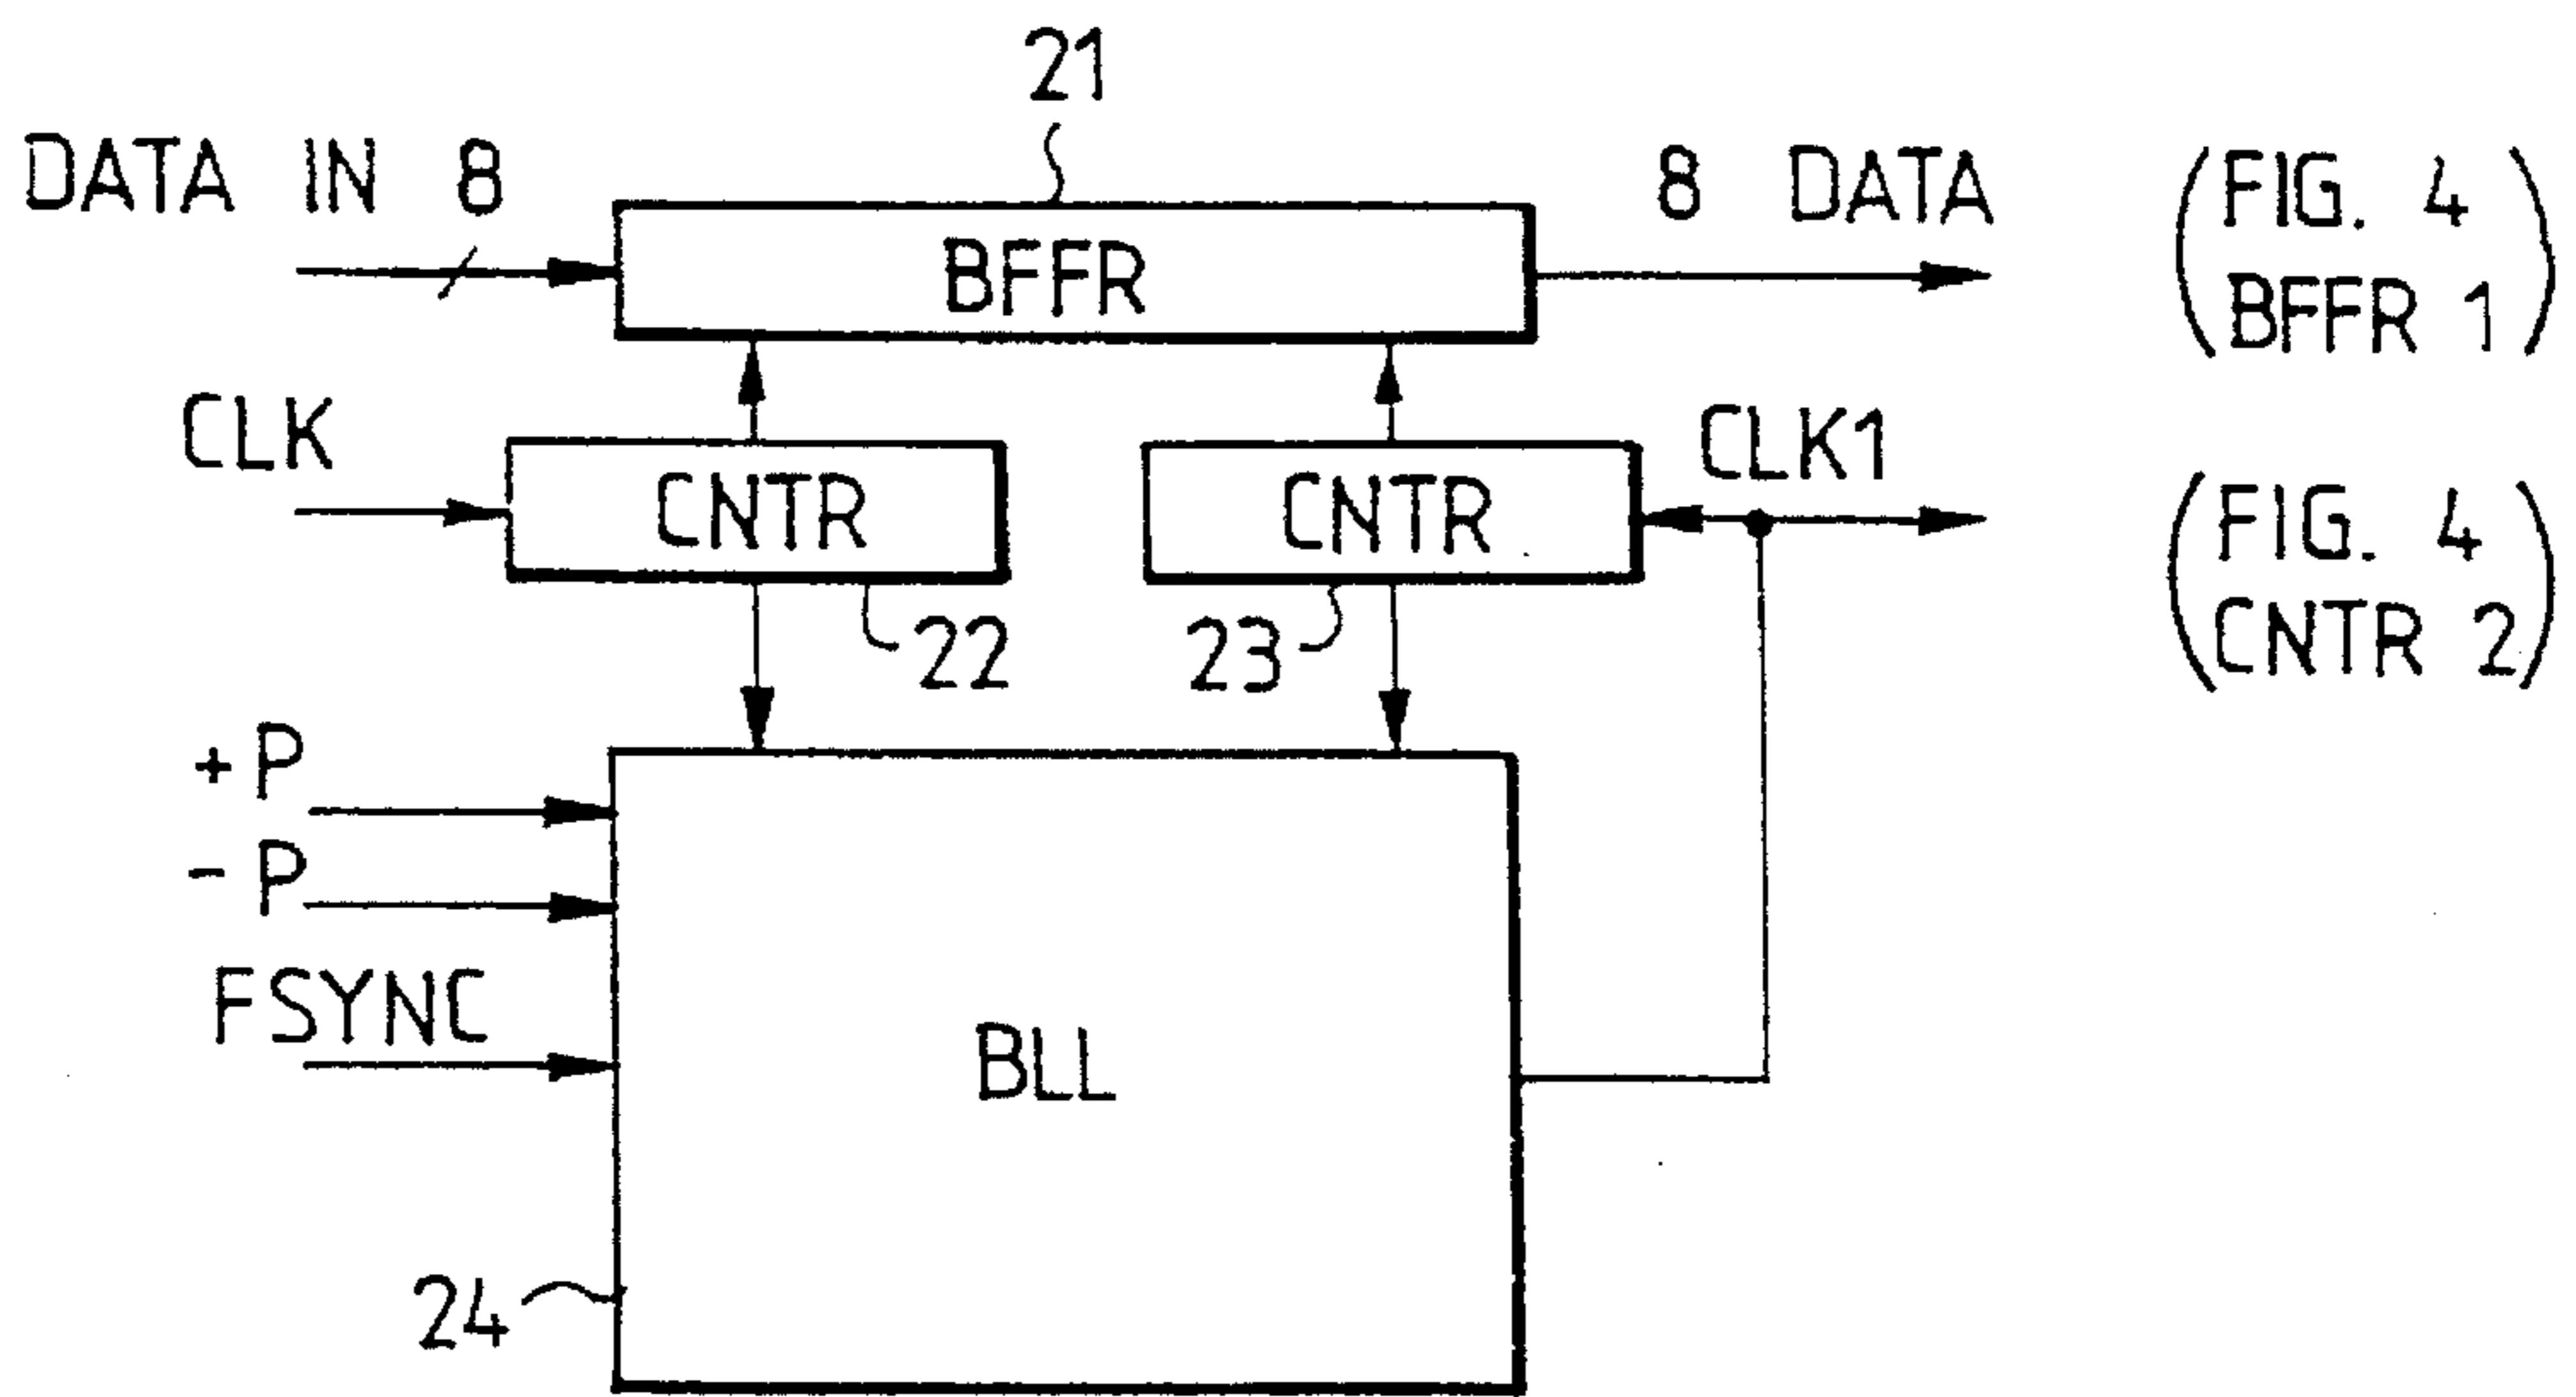 21
DATA IN 8
8 DATA
(FIG. 4
BFFR 1)
BFFR
CLK
CNTR
CNTR
CLK1
(FIG. 4
CNTR 2)
22
23
+P
-P
FSYNC
BLL
24